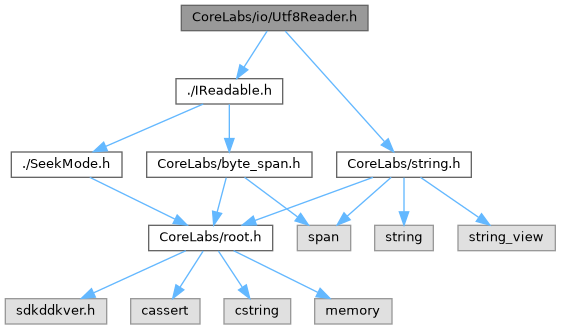 CoreLabs/io/Utf8Reader.h
./IReadable.h
./SeekMode.h
CoreLabs/byte_span.h
CoreLabs/string.h
CoreLabs/root.h
span
string
string_view
sdkddkver.h
cassert
cstring
memory